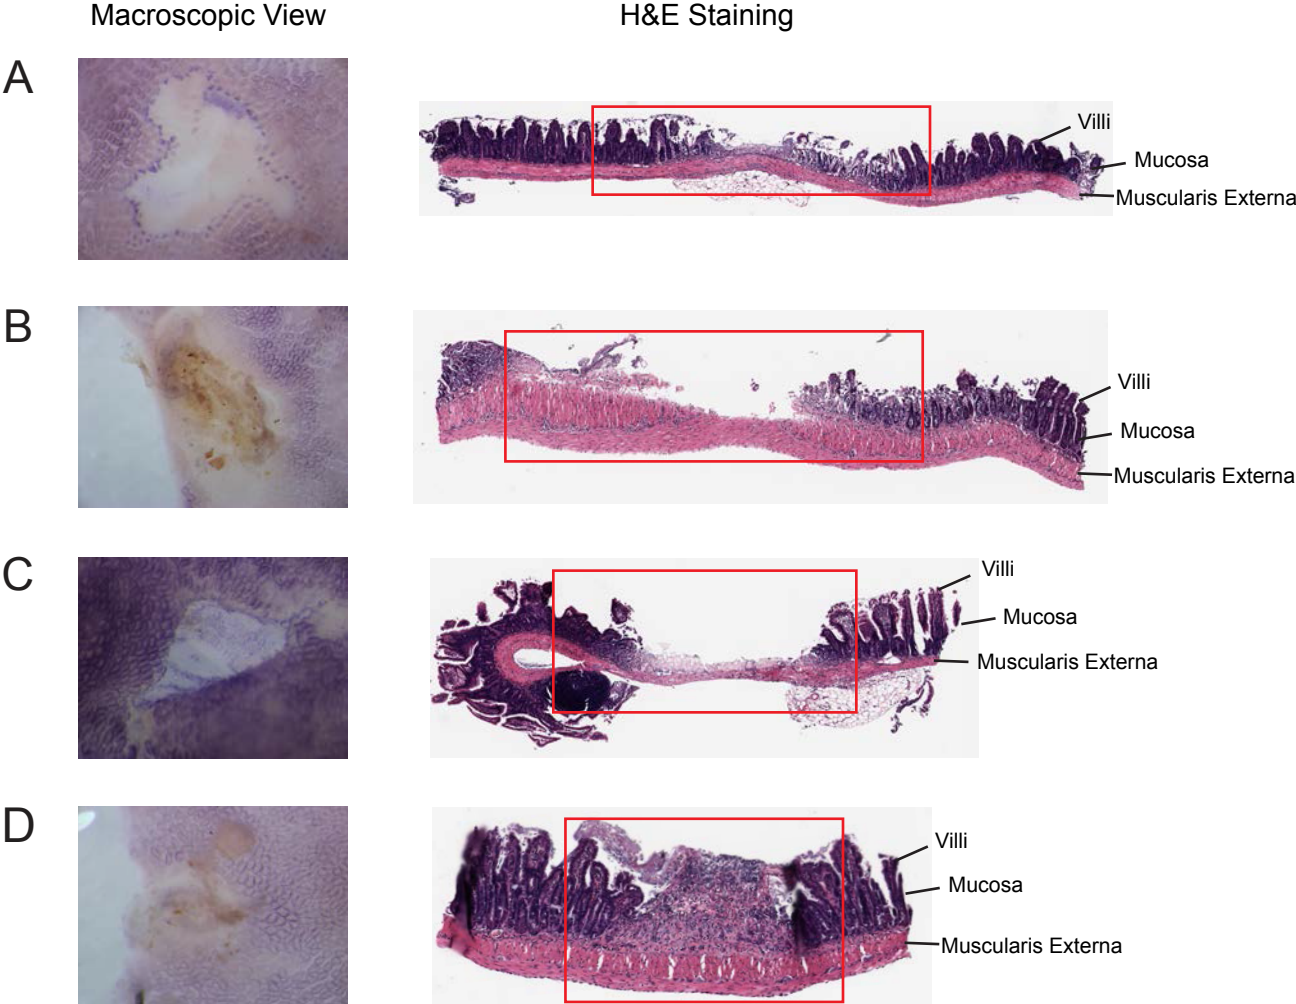 Macroscopic View
H&E Staining
A
Villi
Mucosa
Muscularis Externa
B
Villi
Mucosa
Muscularis Externa
C
Villi
Mucosa
Muscularis Externa
D
Villi
Mucosa
Muscularis Externa